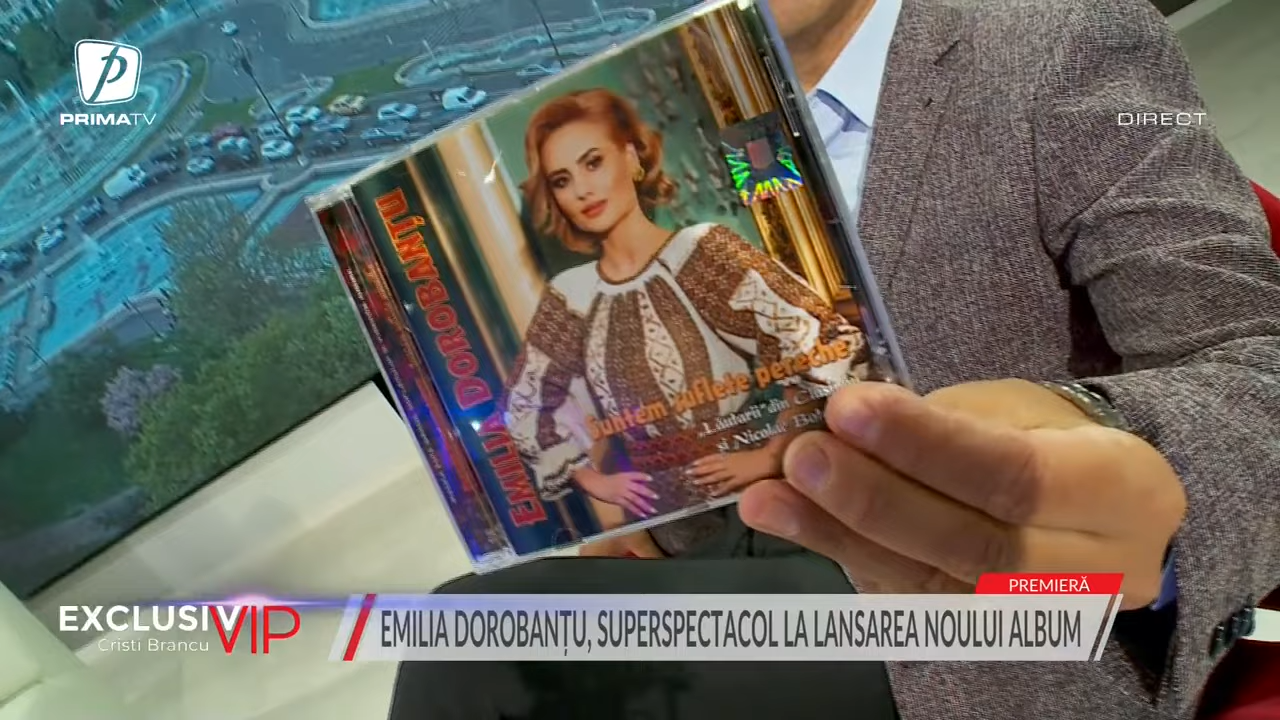 PRIMATV
DIRECT
EMILIA DOROBANȚU
Suntem suflete pereche
„Lăutarii” din
și Nicolae
PREMIERĂ
EXCLUSIV VIP
Cristi Brancu
EMILIA DOROBANȚU, SUPERSPECTACOL LA LANSAREA NOULUI ALBUM